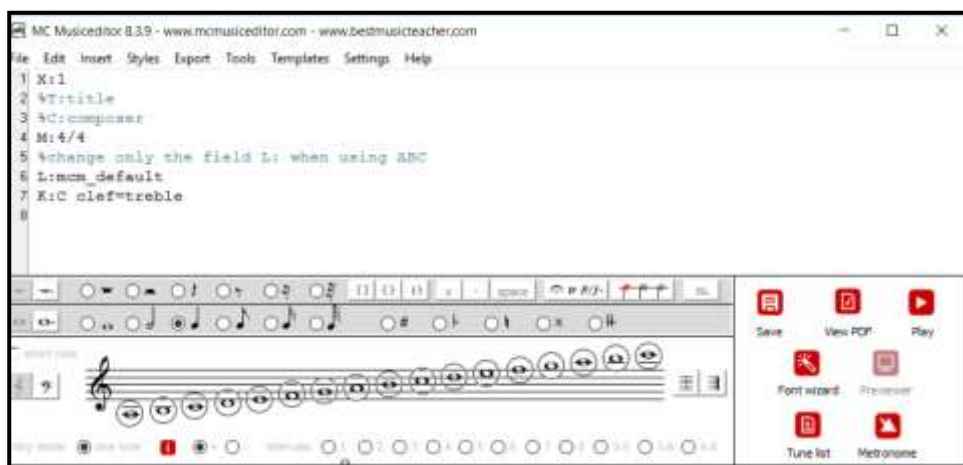 MC Musiceditor 8.3.9 - www.mcmusiceditor.com - www.bestmusicteacher.com
File Edit Insert Styles Export Tools Templates Settings Help
1 X:1
2 %T:title
3 %C:composer
4 M:4/4
5 %change only the field L: when using ABC
6 L:mcm_default
7 K:C clef=treble
8
space
Save View PDF Play
Font wizard Previewer
Tune list Metronome